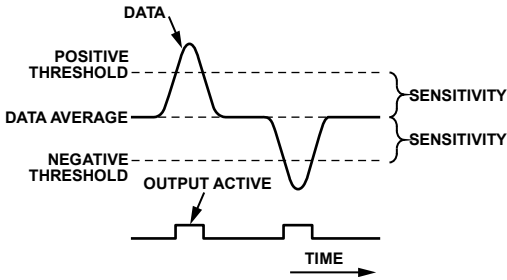 DATA
POSITIVE
THRESHOLD
SENSITIVITY
DATA AVERAGE
SENSITIVITY
NEGATIVE
THRESHOLD
OUTPUT ACTIVE
TIME